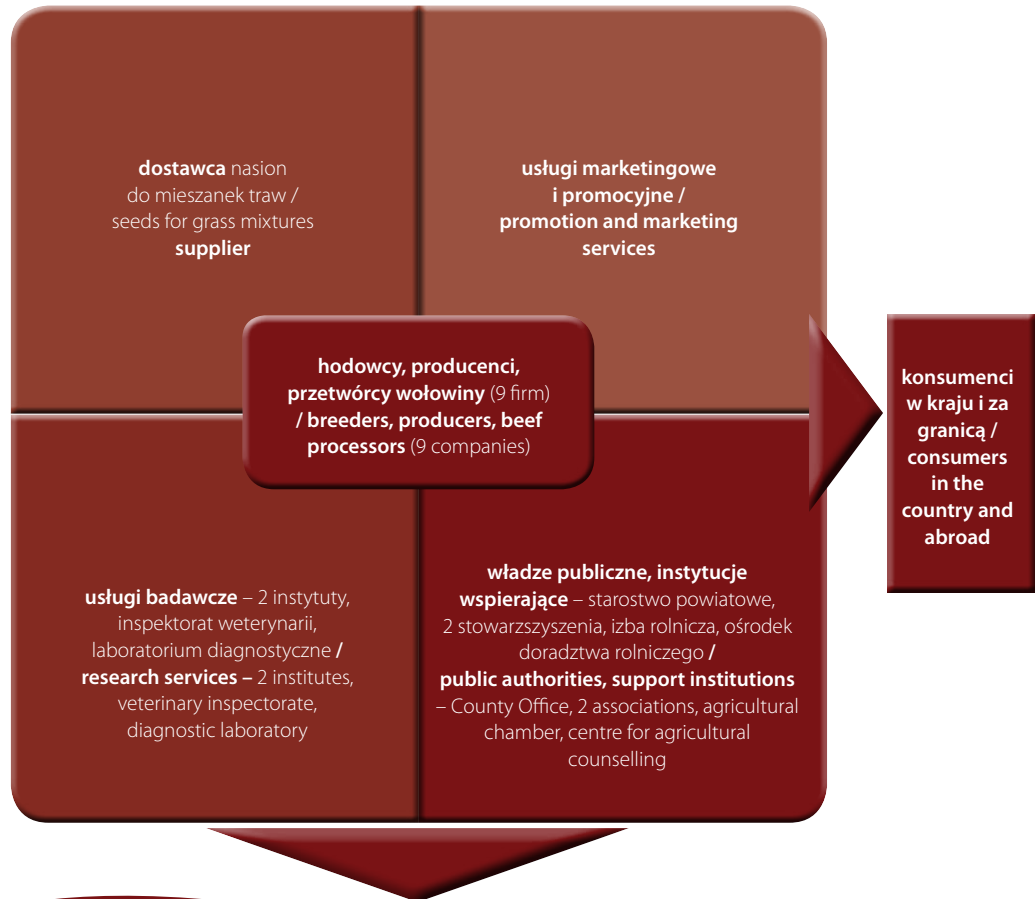 dostawca nasion
do mieszanek traw /
seeds for grass mixtures
supplier
usługi marketingowe
i promocyjne /
promotion and marketing
services
hodowcy, producenci,
przetwórcy wołowiny (9 firm)
/ breeders, producers, beef
processors (9 companies)
konsumenci
w kraju i za
granicą /
consumers
in the
country and
abroad
usługi badawcze – 2 instytuty,
inspektorat weterynarii,
laboratorium diagnostyczne /
research services – 2 institutes,
veterinary inspectorate,
diagnostic laboratory
władze publiczne, instytucje
wspierające – starostwo powiatowe,
2 stowarzszyszenia, izba rolnicza, ośrodek
doradztwa rolniczego /
public authorities, support institutions
– County Office, 2 associations, agricultural
chamber, centre for agricultural
counselling